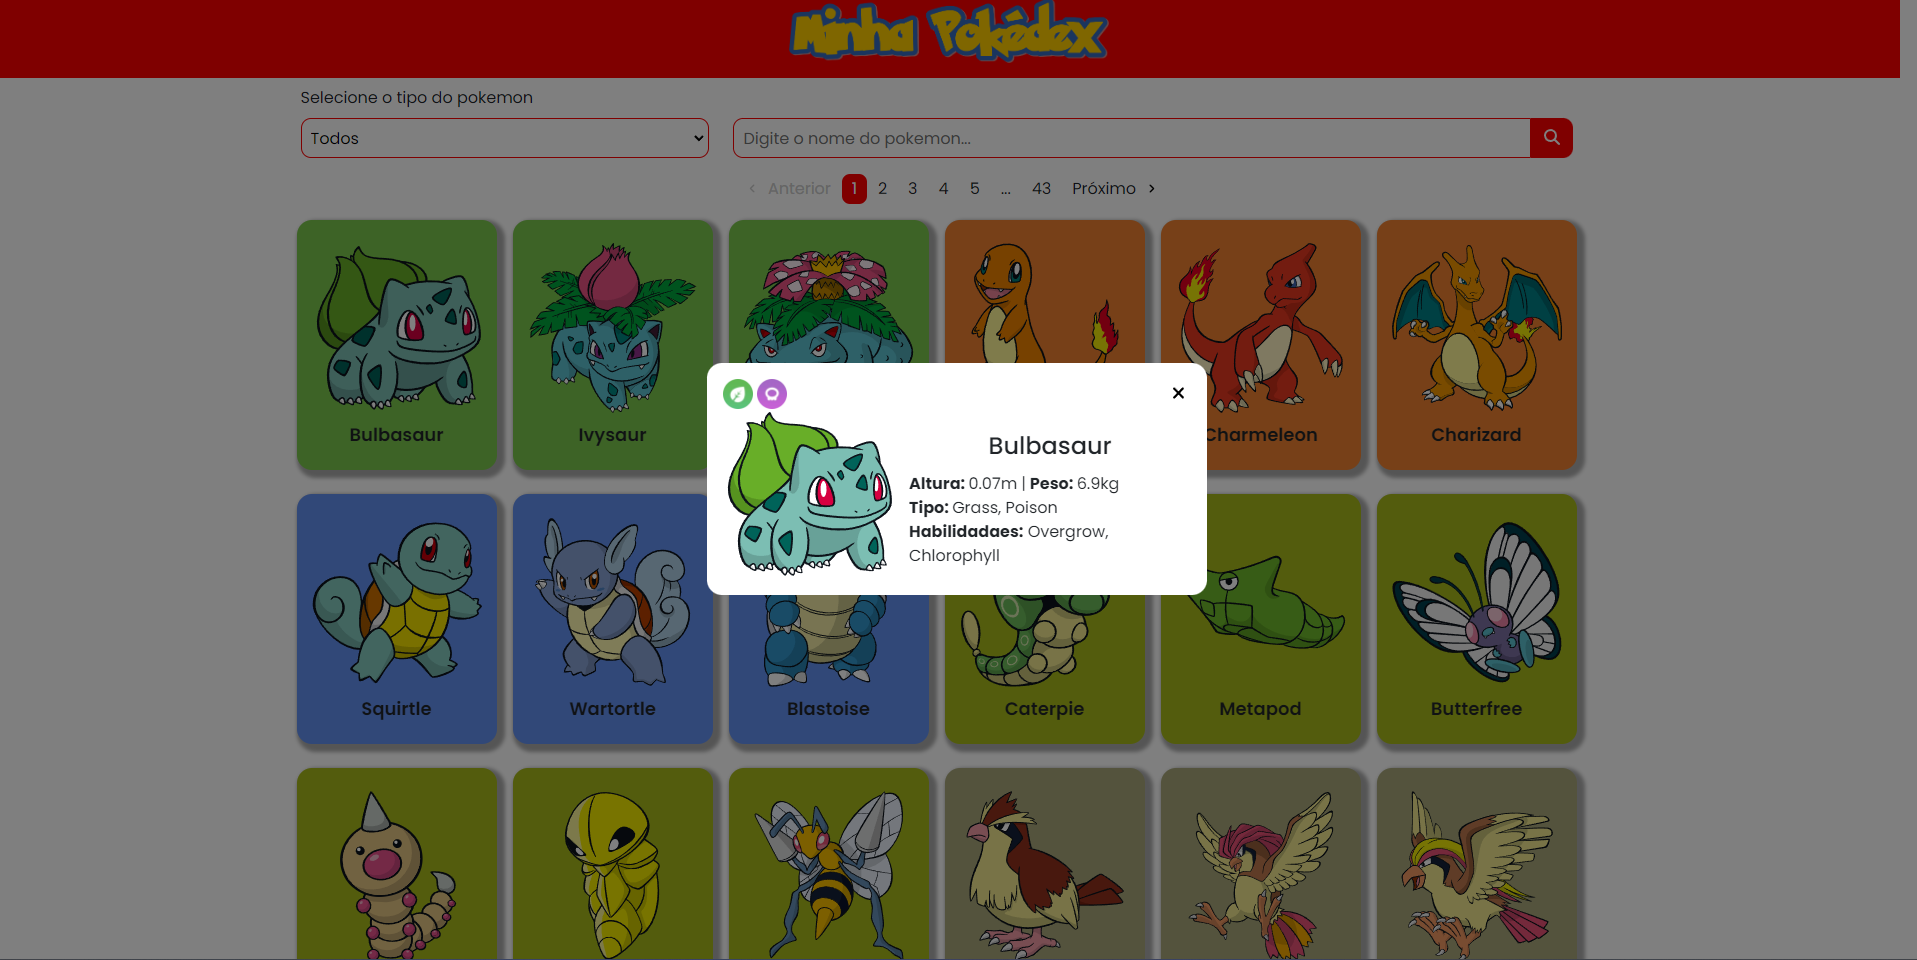 Minha Pokédex
Selecione o tipo do pokemon
Todos
Digite o nome do pokemon...
Anterior 1 2 3 4 5 ... 43 Próximo
Bulbasaur
Ivysaur
Charmeleon
Charizard
Bulbasaur
Altura: 0.07m | Peso: 6.9kg
Tipo: Grass, Poison
Habilidadaes: Overgrow,
Chlorophyll
Squirtle
Wartortle
Blastoise
Caterpie
Metapod
Butterfree